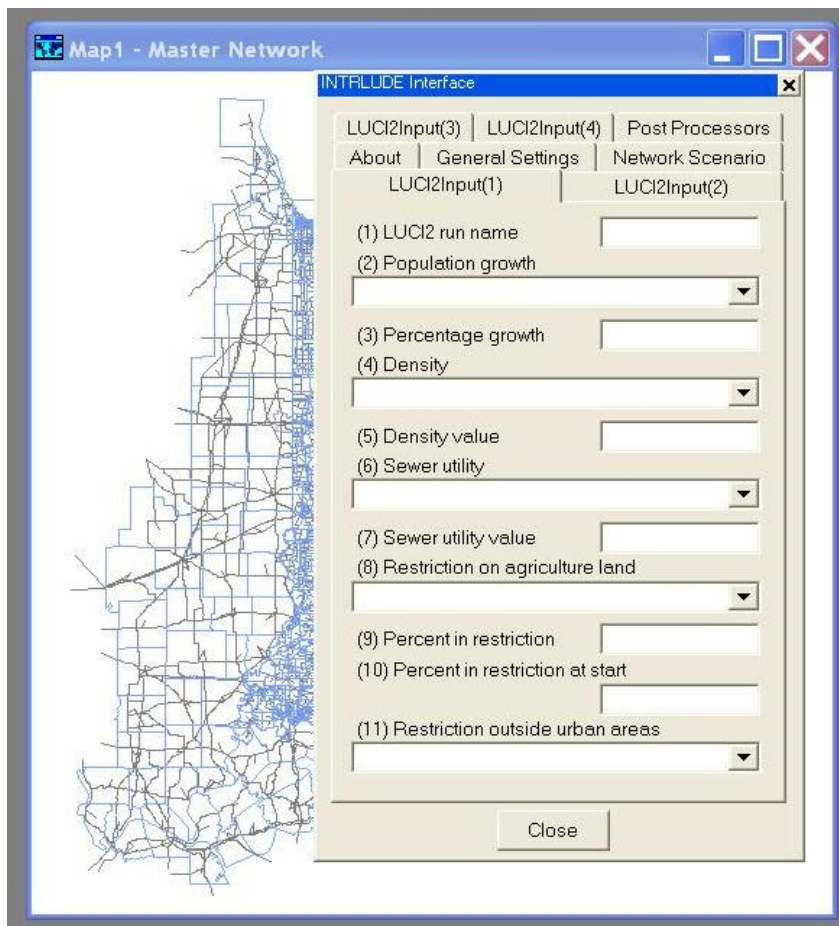 Map1 - Master Network
INTRLUDE Interface
LUCI2Input(3) LUCI2Input(4) Post Processors
About General Settings Network Scenario
LUCI2Input(1) LUCI2Input(2)
(1) LUCI2 run name
(2) Population growth
(3) Percentage growth
(4) Density
(5) Density value
(6) Sewer utility
(7) Sewer utility value
(8) Restriction on agriculture land
(9) Percent in restriction
(10) Percent in restriction at start
(11) Restriction outside urban areas
Close